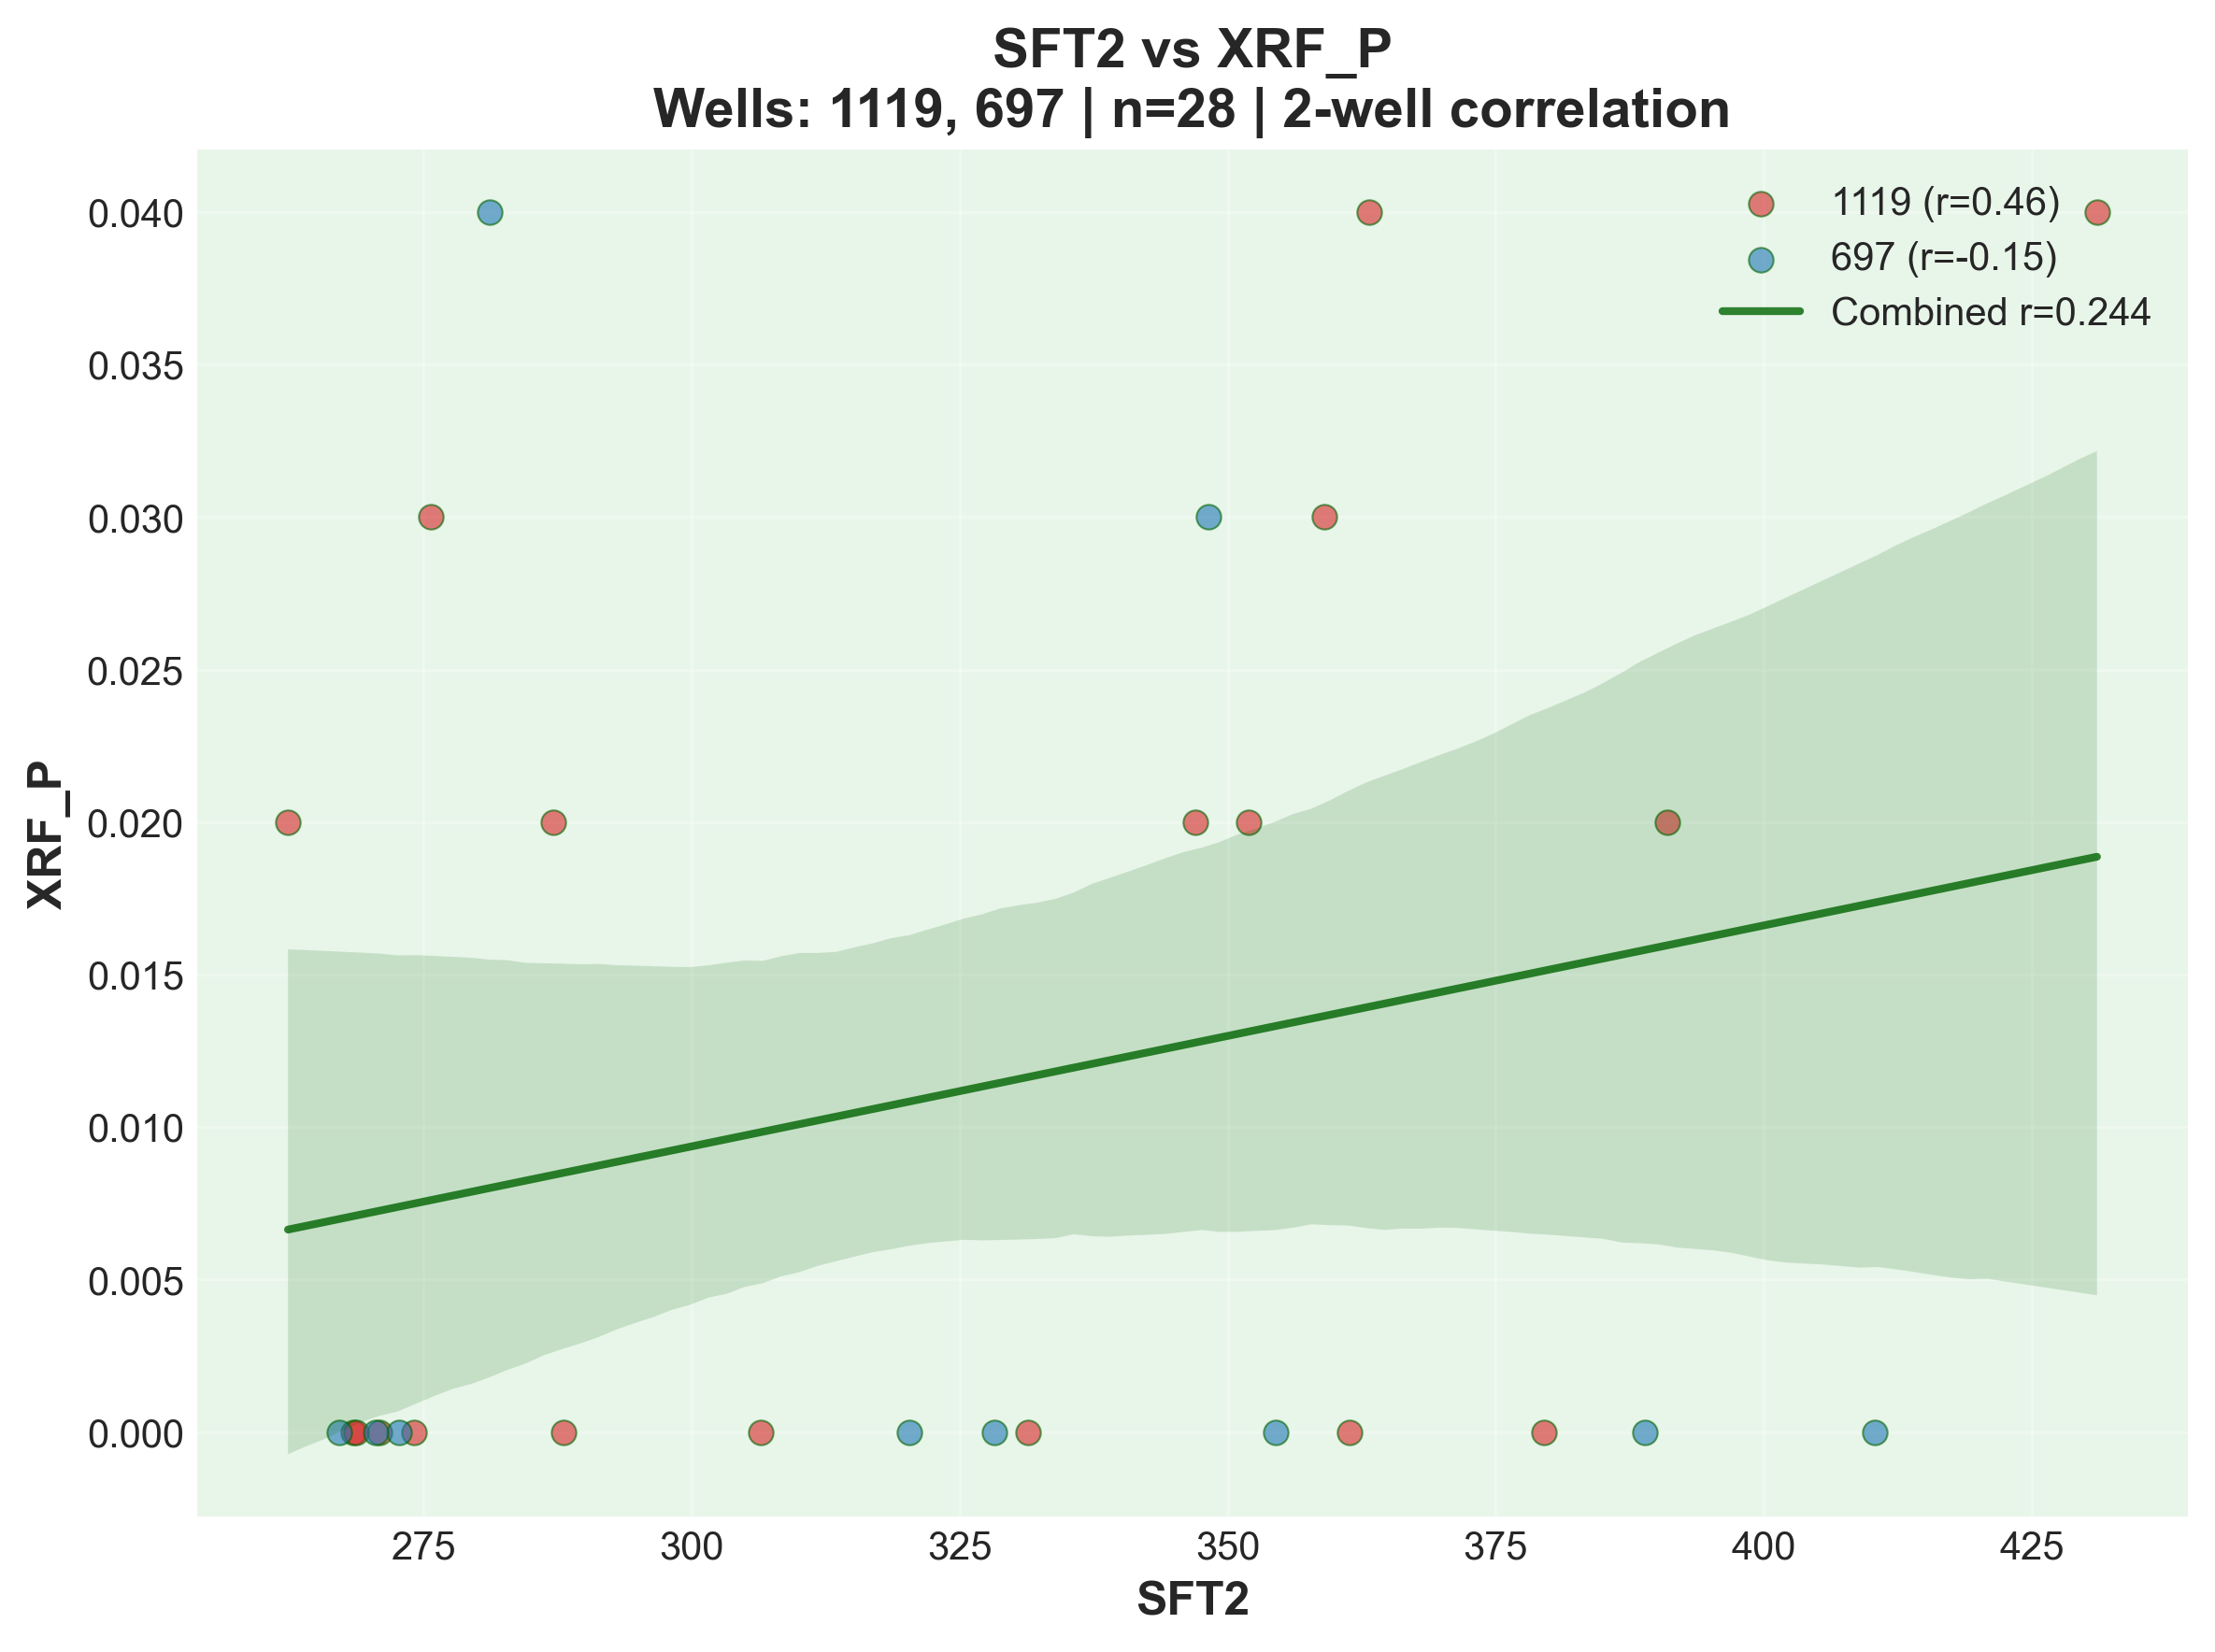 SFT2 vs XRF_P
Wells: 1119, 697 | n=28 | 2-well correlation
1119 (r=0.46)
697 (r=-0.15)
Combined r=0.244
XRF_P
0.040
0.035
0.030
0.025
0.020
0.015
0.010
0.005
0.000
275
300
325
350
375
400
425
SFT2